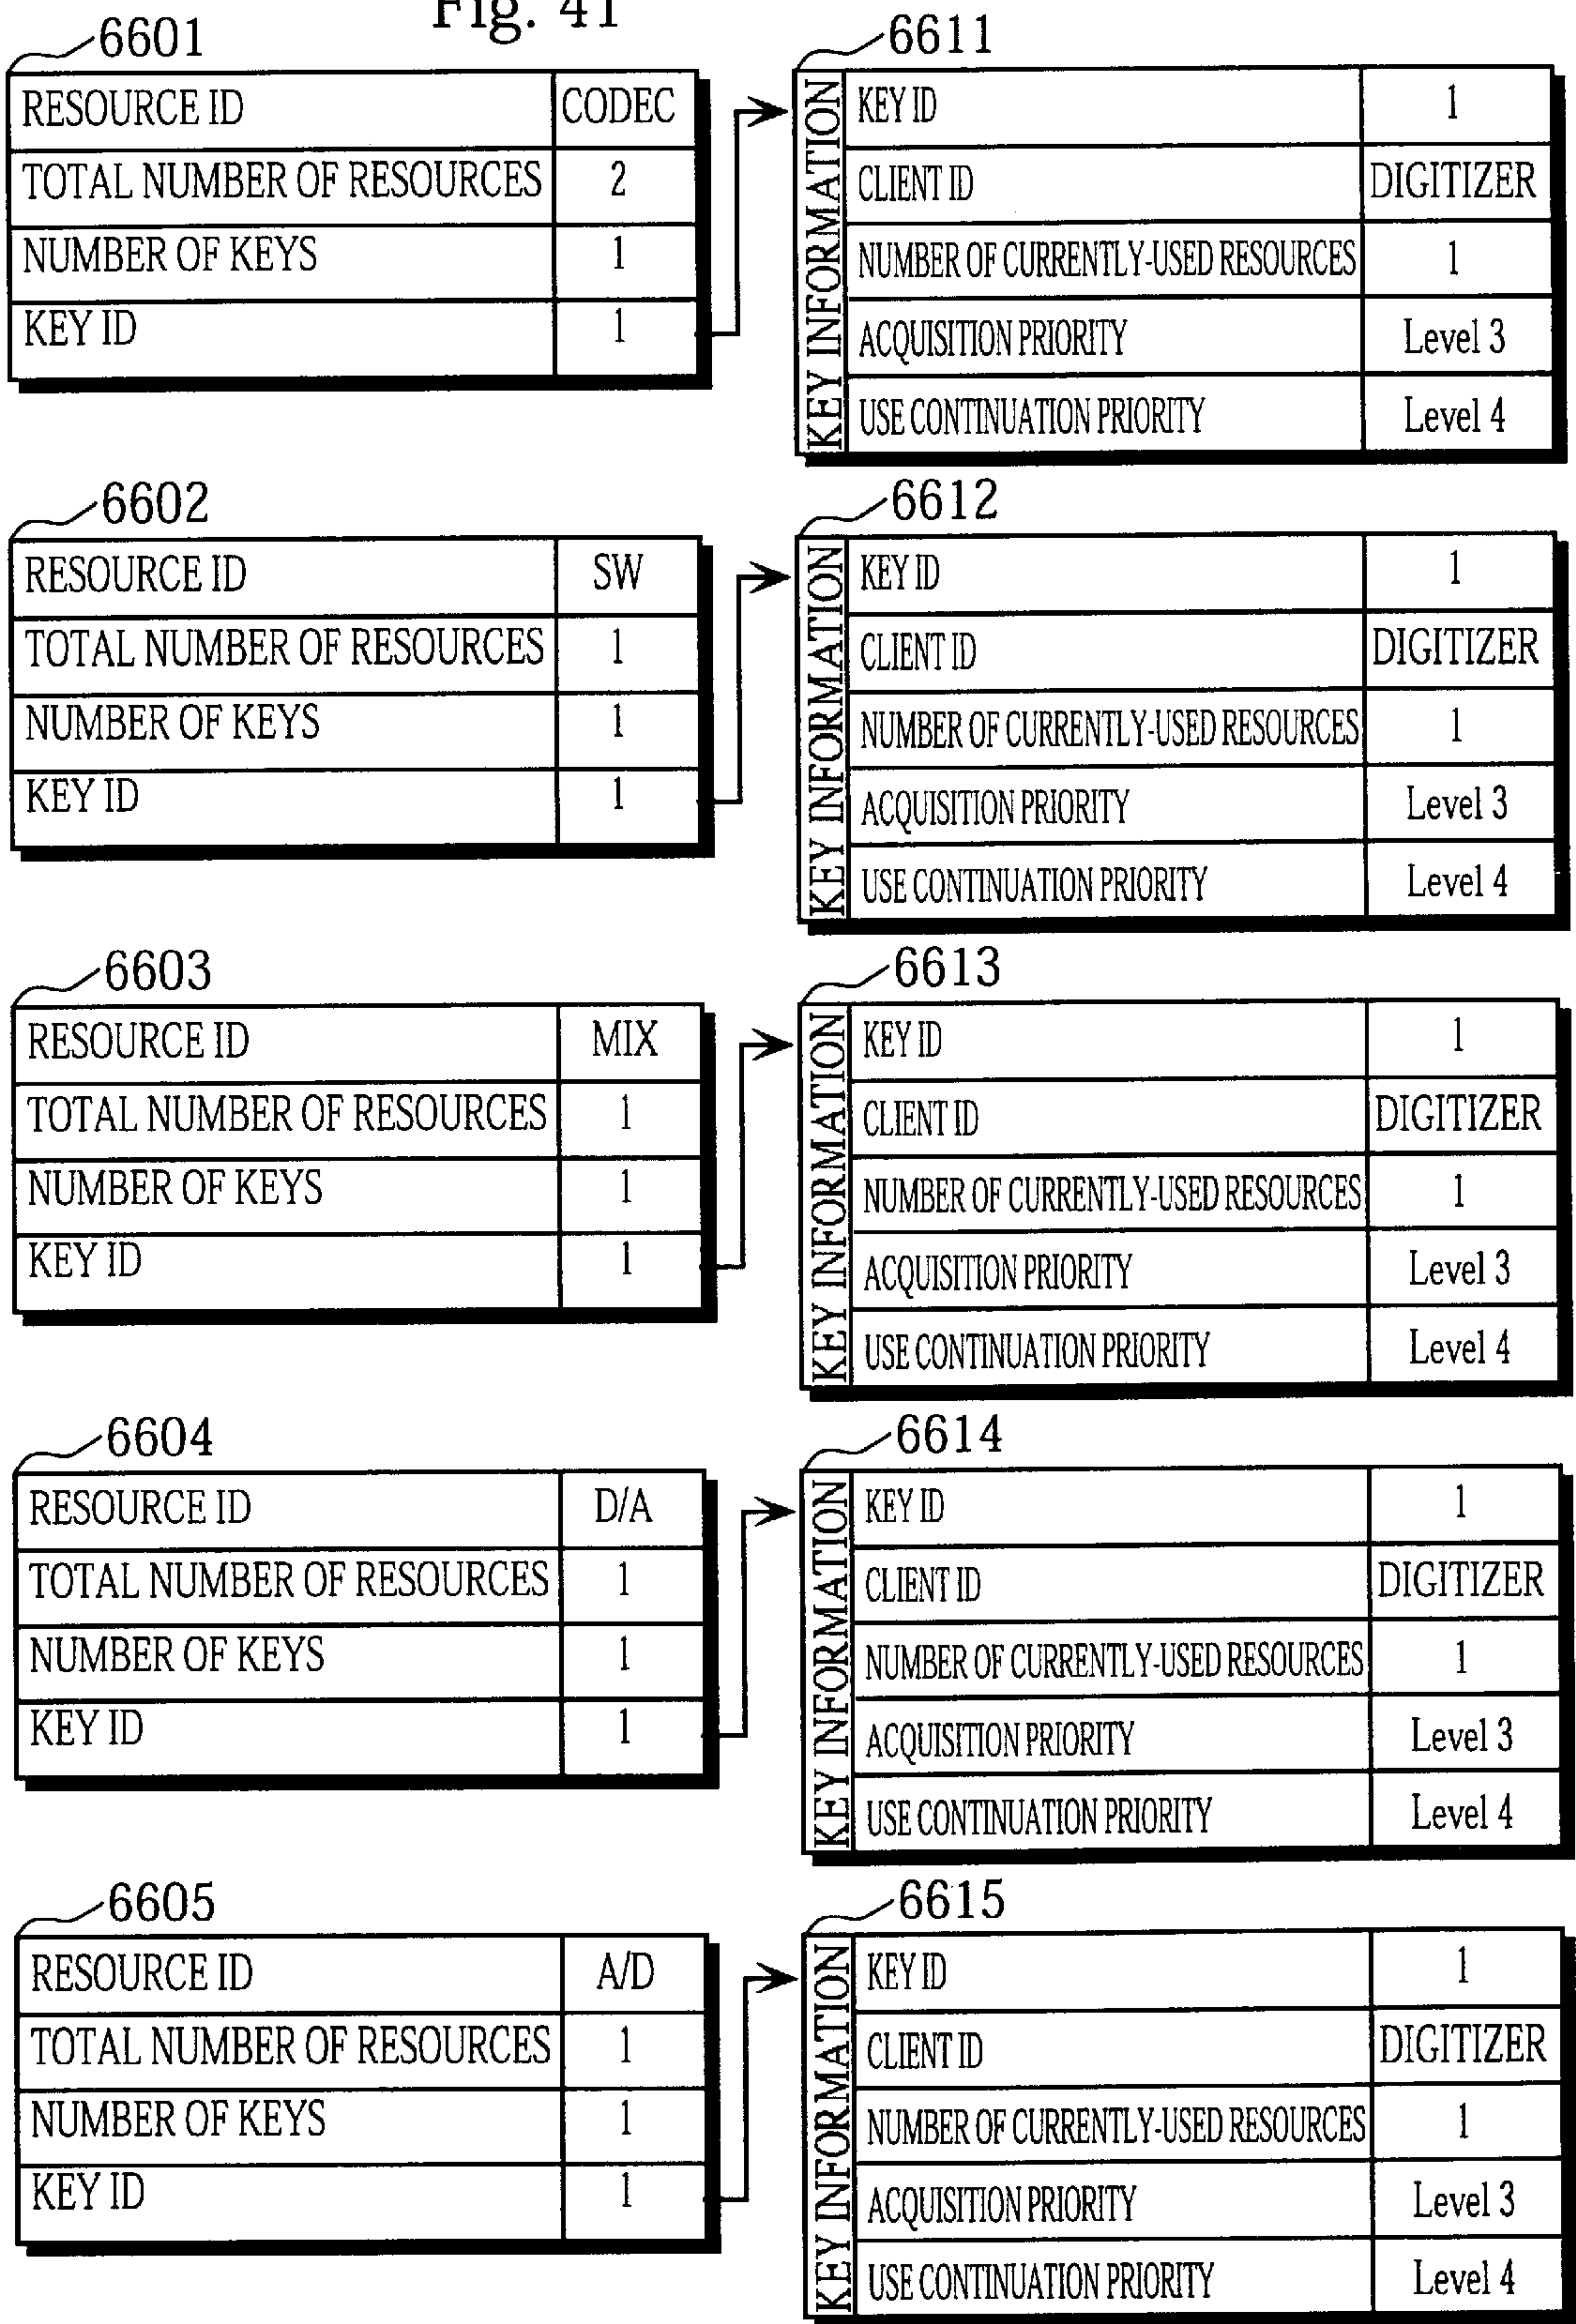 Fig. 41
6601
RESOURCE ID CODEC
TOTAL NUMBER OF RESOURCES 2
NUMBER OF KEYS 1
KEY ID 1
6611
KEY INFORMATION
KEY ID 1
CLIENT ID DIGITIZER
NUMBER OF CURRENTLY-USED RESOURCES 1
ACQUISITION PRIORITY Level 3
USE CONTINUATION PRIORITY Level 4
6602
RESOURCE ID SW
TOTAL NUMBER OF RESOURCES 1
NUMBER OF KEYS 1
KEY ID 1
6612
KEY INFORMATION
KEY ID 1
CLIENT ID DIGITIZER
NUMBER OF CURRENTLY-USED RESOURCES 1
ACQUISITION PRIORITY Level 3
USE CONTINUATION PRIORITY Level 4
6603
RESOURCE ID MIX
TOTAL NUMBER OF RESOURCES 1
NUMBER OF KEYS 1
KEY ID 1
6613
KEY INFORMATION
KEY ID 1
CLIENT ID DIGITIZER
NUMBER OF CURRENTLY-USED RESOURCES 1
ACQUISITION PRIORITY Level 3
USE CONTINUATION PRIORITY Level 4
6604
RESOURCE ID D/A
TOTAL NUMBER OF RESOURCES 1
NUMBER OF KEYS 1
KEY ID 1
6614
KEY INFORMATION
KEY ID 1
CLIENT ID DIGITIZER
NUMBER OF CURRENTLY-USED RESOURCES 1
ACQUISITION PRIORITY Level 3
USE CONTINUATION PRIORITY Level 4
6605
RESOURCE ID A/D
TOTAL NUMBER OF RESOURCES 1
NUMBER OF KEYS 1
KEY ID 1
6615
KEY INFORMATION
KEY ID 1
CLIENT ID DIGITIZER
NUMBER OF CURRENTLY-USED RESOURCES 1
ACQUISITION PRIORITY Level 3
USE CONTINUATION PRIORITY Level 4